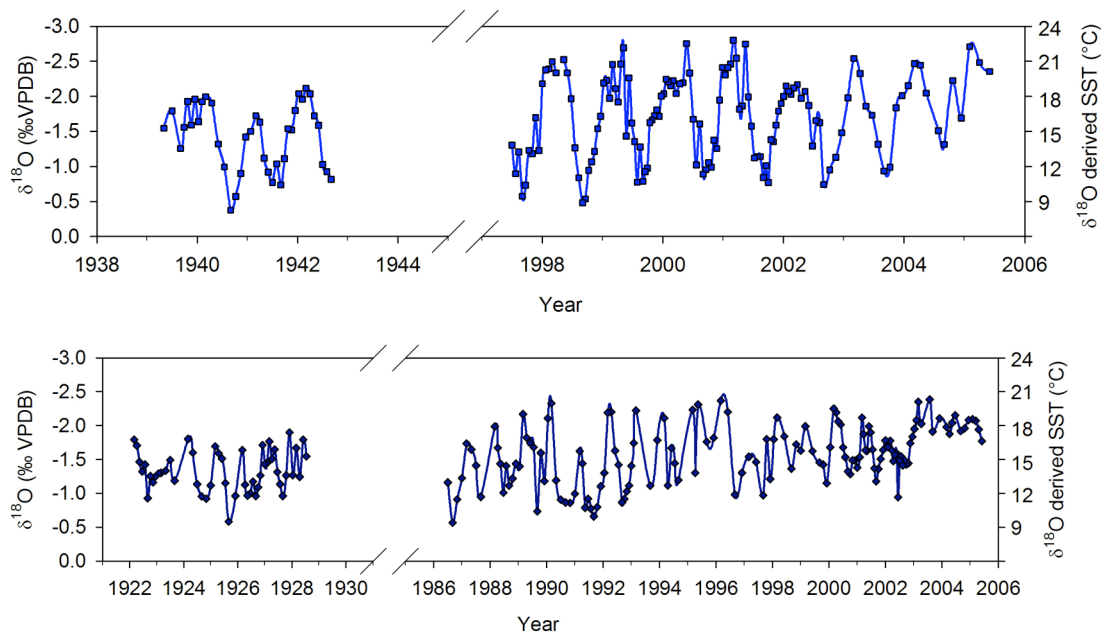 -3.0 24
-2.5 21
-2.0 18
-1.5 15
-1.0 12
-0.5 9
0.0
δ18O (‰VPDB)
δ18O derived SST (°C)
1938 1940 1942 1944 1998 2000 2002 2004 2006
Year
-3.0 24
-2.5 21
-2.0 18
-1.5 15
-1.0 12
-0.5 9
0.0
δ18O (‰ VPDB)
δ18O derived SST (°C)
1922 1924 1926 1928 1930 1986 1988 1990 1992 1994 1996 1998 2000 2002 2004 2006
Year